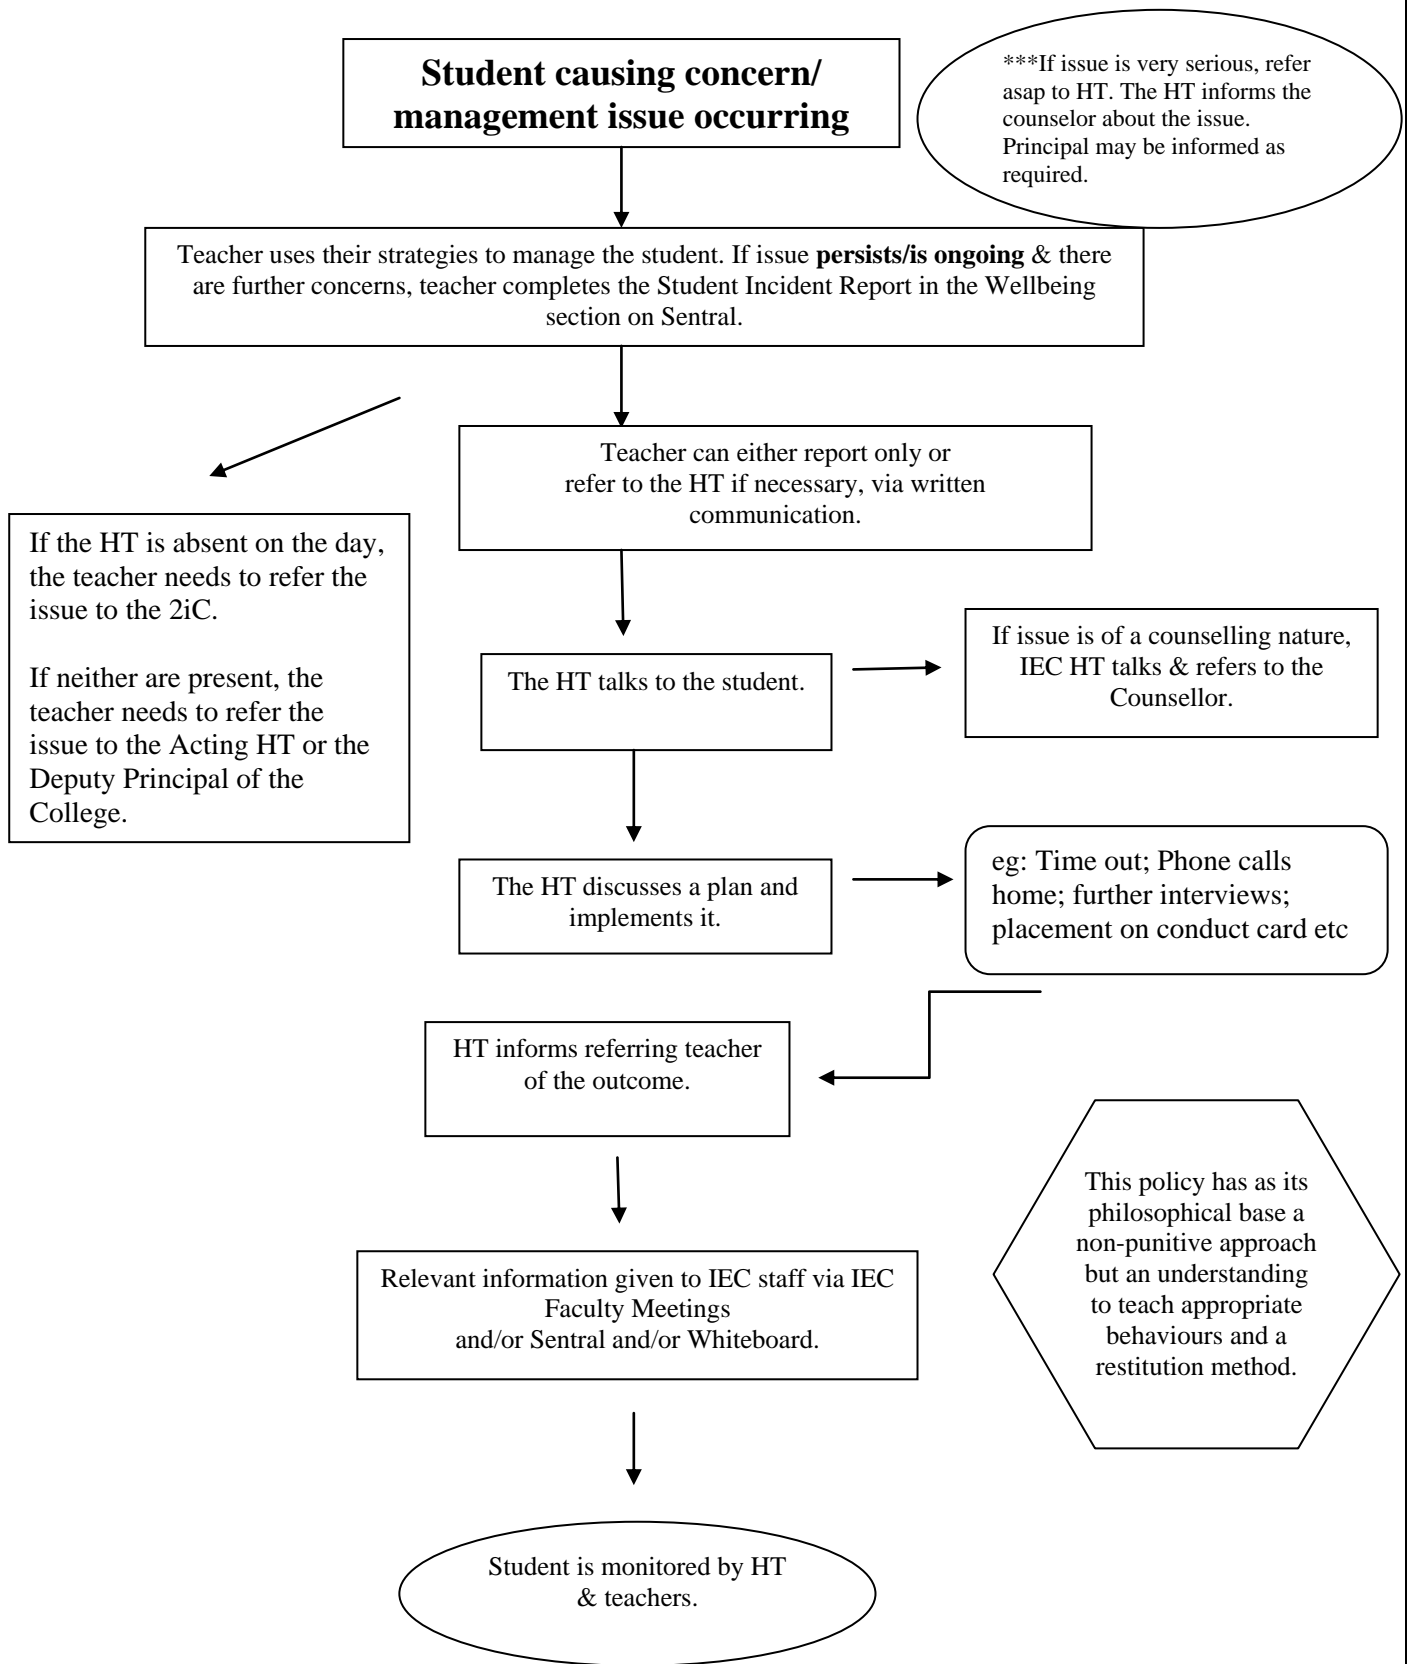 Student causing concern/
management issue occurring
***If issue is very serious, refer
asap to HT. The HT informs the
counselor about the issue.
Principal may be informed as
required.
Teacher uses their strategies to manage the student. If issue persists/is ongoing & there
are further concerns, teacher completes the Student Incident Report in the Wellbeing
section on Sentral.
Teacher can either report only or
refer to the HT if necessary, via written
communication.
If the HT is absent on the day,
the teacher needs to refer the
issue to the 2iC.
If neither are present, the
teacher needs to refer the
issue to the Acting HT or the
Deputy Principal of the
College.
The HT talks to the student.
If issue is of a counselling nature,
IEC HT talks & refers to the
Counsellor.
The HT discusses a plan and
implements it.
eg: Time out; Phone calls
home; further interviews;
placement on conduct card etc
HT informs referring teacher
of the outcome.
This policy has as its
philosophical base a
non-punitive approach
but an understanding
to teach appropriate
behaviours and a
restitution method.
Relevant information given to IEC staff via IEC
Faculty Meetings
and/or Sentral and/or Whiteboard.
Student is monitored by HT
& teachers.